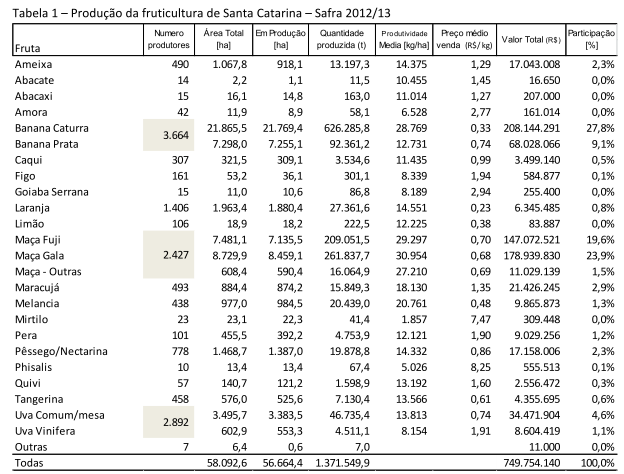 Tabela 1 – Produção da fruticultura de Santa Catarina – Safra 2012/13
Fruta Numero produtores Área Total [ha] Em Produção [ha] Quantidade produzida (t) Produtividade Media [kg/ha] Preço médio venda (R$/kg) Valor Total (R$) Participação [%]
Ameixa 490 1.067,8 918,1 13.197,3 14.375 1,29 17.043.008 2,3%
Abacate 14 2,2 1,1 11,5 10.455 1,45 16.650 0,0%
Abacaxi 15 16,1 14,8 163,0 11.014 1,27 207.000 0,0%
Amora 42 11,9 8,9 58,1 6.528 2,77 161.014 0,0%
Banana Caturra 3.664 21.865,5 21.769,4 626.285,8 28.769 0,33 208.144.291 27,8%
Banana Prata 7.298,0 7.255,1 92.361,2 12.731 0,74 68.028.066 9,1%
Caqui 307 321,5 309,1 3.534,6 11.435 0,99 3.499.140 0,5%
Figo 161 53,2 36,1 301,1 8.339 1,94 584.877 0,1%
Goiaba Serrana 15 11,0 10,6 86,8 8.189 2,94 255.400 0,0%
Laranja 1.406 1.963,4 1.880,4 27.361,6 14.551 0,23 6.345.485 0,8%
Limão 106 18,9 18,2 222,5 12.225 0,38 83.887 0,0%
Maça Fuji 7.481,1 7.135,5 209.051,5 29.297 0,70 147.072.521 19,6%
Maça Gala 2.427 8.729,9 8.459,1 261.837,7 30.954 0,68 178.939.830 23,9%
Maça - Outras 608,4 590,4 16.064,9 27.210 0,69 11.029.139 1,5%
Maracujá 493 884,4 874,2 15.849,3 18.130 1,35 21.426.245 2,9%
Melancia 438 977,0 984,5 20.439,0 20.761 0,48 9.865.873 1,3%
Mirtilo 23 23,1 22,3 41,4 1.857 7,47 309.448 0,0%
Pera 101 455,5 392,2 4.753,9 12.121 1,90 9.029.256 1,2%
Pêssego/Nectarina 778 1.468,7 1.387,0 19.878,8 14.332 0,86 17.158.006 2,3%
Phisalis 10 13,4 13,4 67,4 5.026 8,25 555.513 0,1%
Quivi 57 140,7 121,2 1.598,9 13.192 1,60 2.556.472 0,3%
Tangerina 458 576,0 525,6 7.130,4 13.566 0,61 4.355.695 0,6%
Uva Comum/mesa 2.892 3.495,7 3.383,5 46.735,4 13.813 0,74 34.471.904 4,6%
Uva Vinifera 602,9 553,3 4.511,1 8.154 1,91 8.604.419 1,1%
Outras 7 6,4 0,6 7,0 11.000 0,0%
Todas 58.092,6 56.664,4 1.371.549,9 749.754.140 100,0%